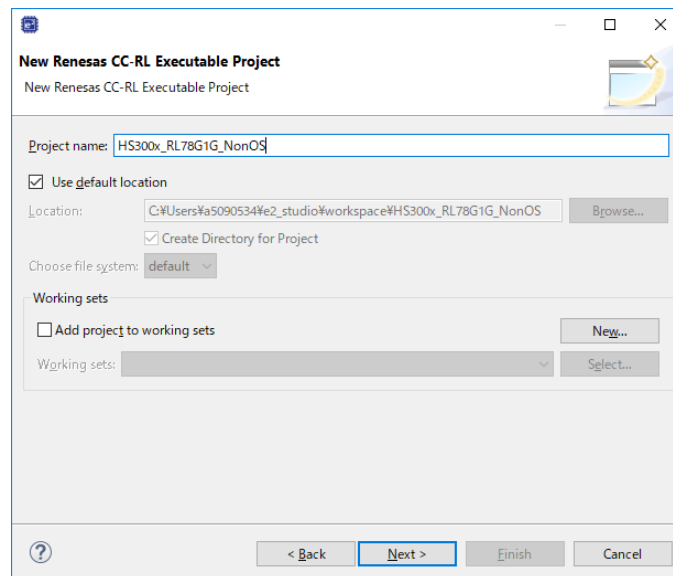 New Renesas CC-RL Executable Project
New Renesas CC-RL Executable Project
Project name: HS300x_RL78G1G_NonOS
Use default location
Location: C:¥Users¥a5090534¥e2_studio¥workspace¥HS300x_RL78G1G_NonOS Browse...
Create Directory for Project
Choose file system: default
Working sets
Add project to working sets New...
Working sets: Select...
? < Back Next > Finish Cancel